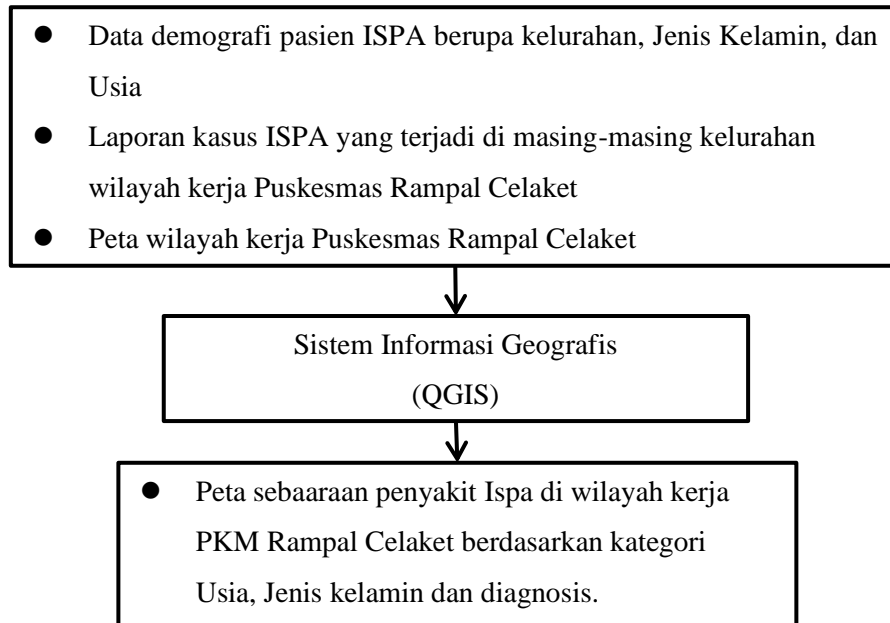 ● Data demografi pasien ISPA berupa kelurahan, Jenis Kelamin, dan
Usia
● Laporan kasus ISPA yang terjadi di masing-masing kelurahan
wilayah kerja Puskesmas Rampal Celaket
● Peta wilayah kerja Puskesmas Rampal Celaket
Sistem Informasi Geografis
(QGIS)
● Peta sebaaraan penyakit Ispa di wilayah kerja
PKM Rampal Celaket berdasarkan kategori
Usia, Jenis kelamin dan diagnosis.